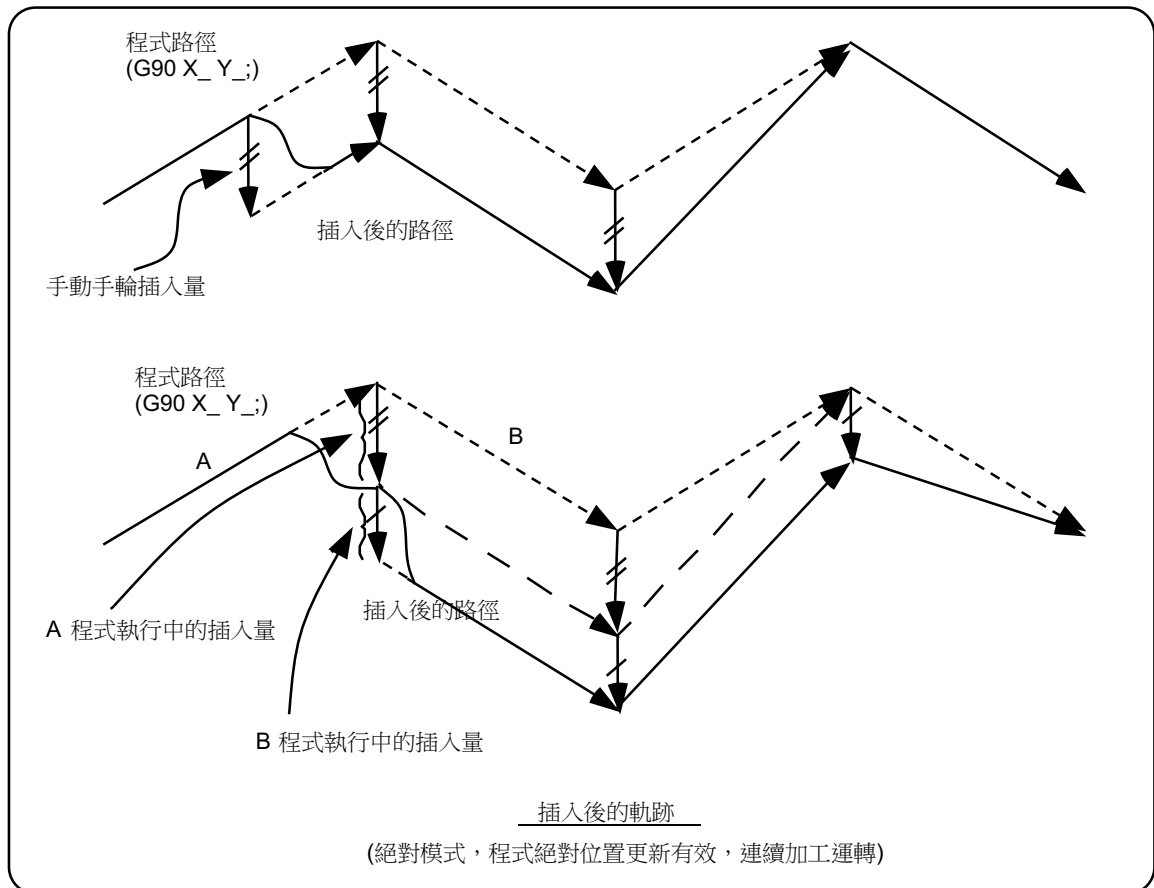 程式路徑
(G90 X_ Y_;)
插入後的路徑
手動手輪插入量
程式路徑
(G90 X_ Y_;)
A
B
插入後的路徑
A 程式執行中的插入量
B 程式執行中的插入量
插入後的軌跡
(絕對模式，程式絕對位置更新有效，連續加工運轉)